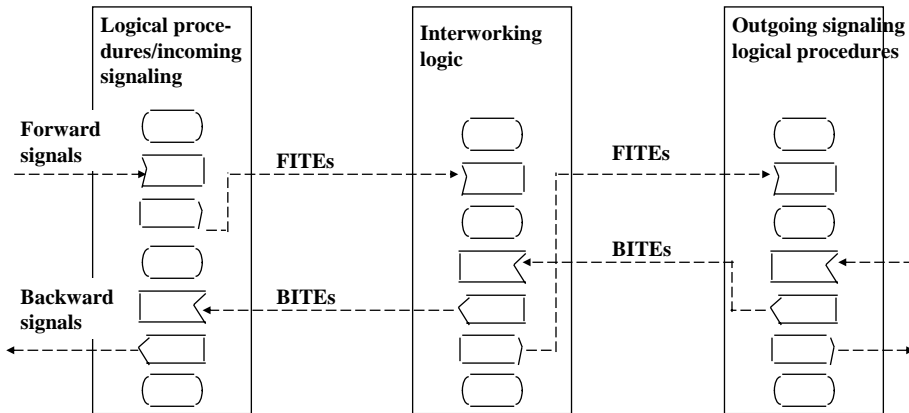 Logical proce-
dures/incoming
signaling
Interworking
logic
Outgoing signaling
logical procedures
Forward
signals
FITEs
FITEs
BITEs
Backward
signals
BITEs